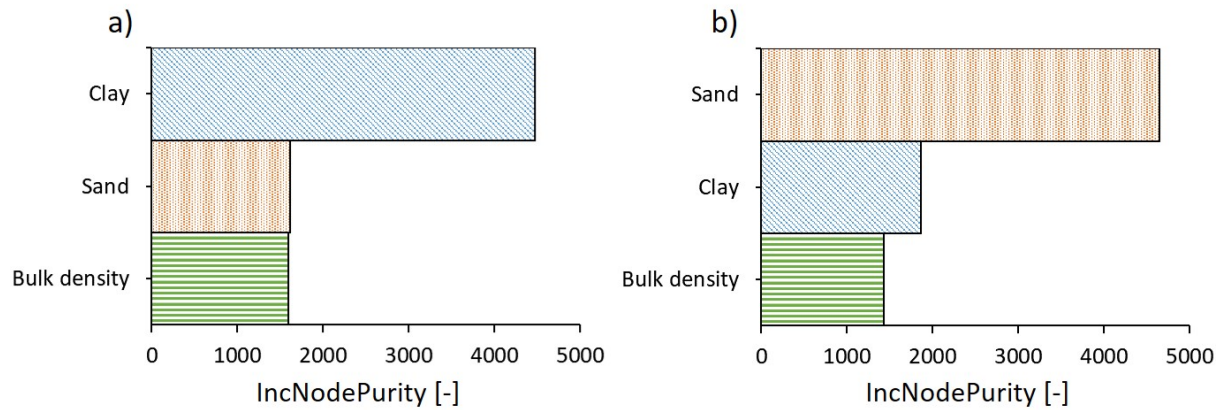 a)
Clay
Sand
Bulk density
0 1000 2000 3000 4000 5000
IncNodePurity [-]
b)
Sand
Clay
Bulk density
0 1000 2000 3000 4000 5000
IncNodePurity [-]